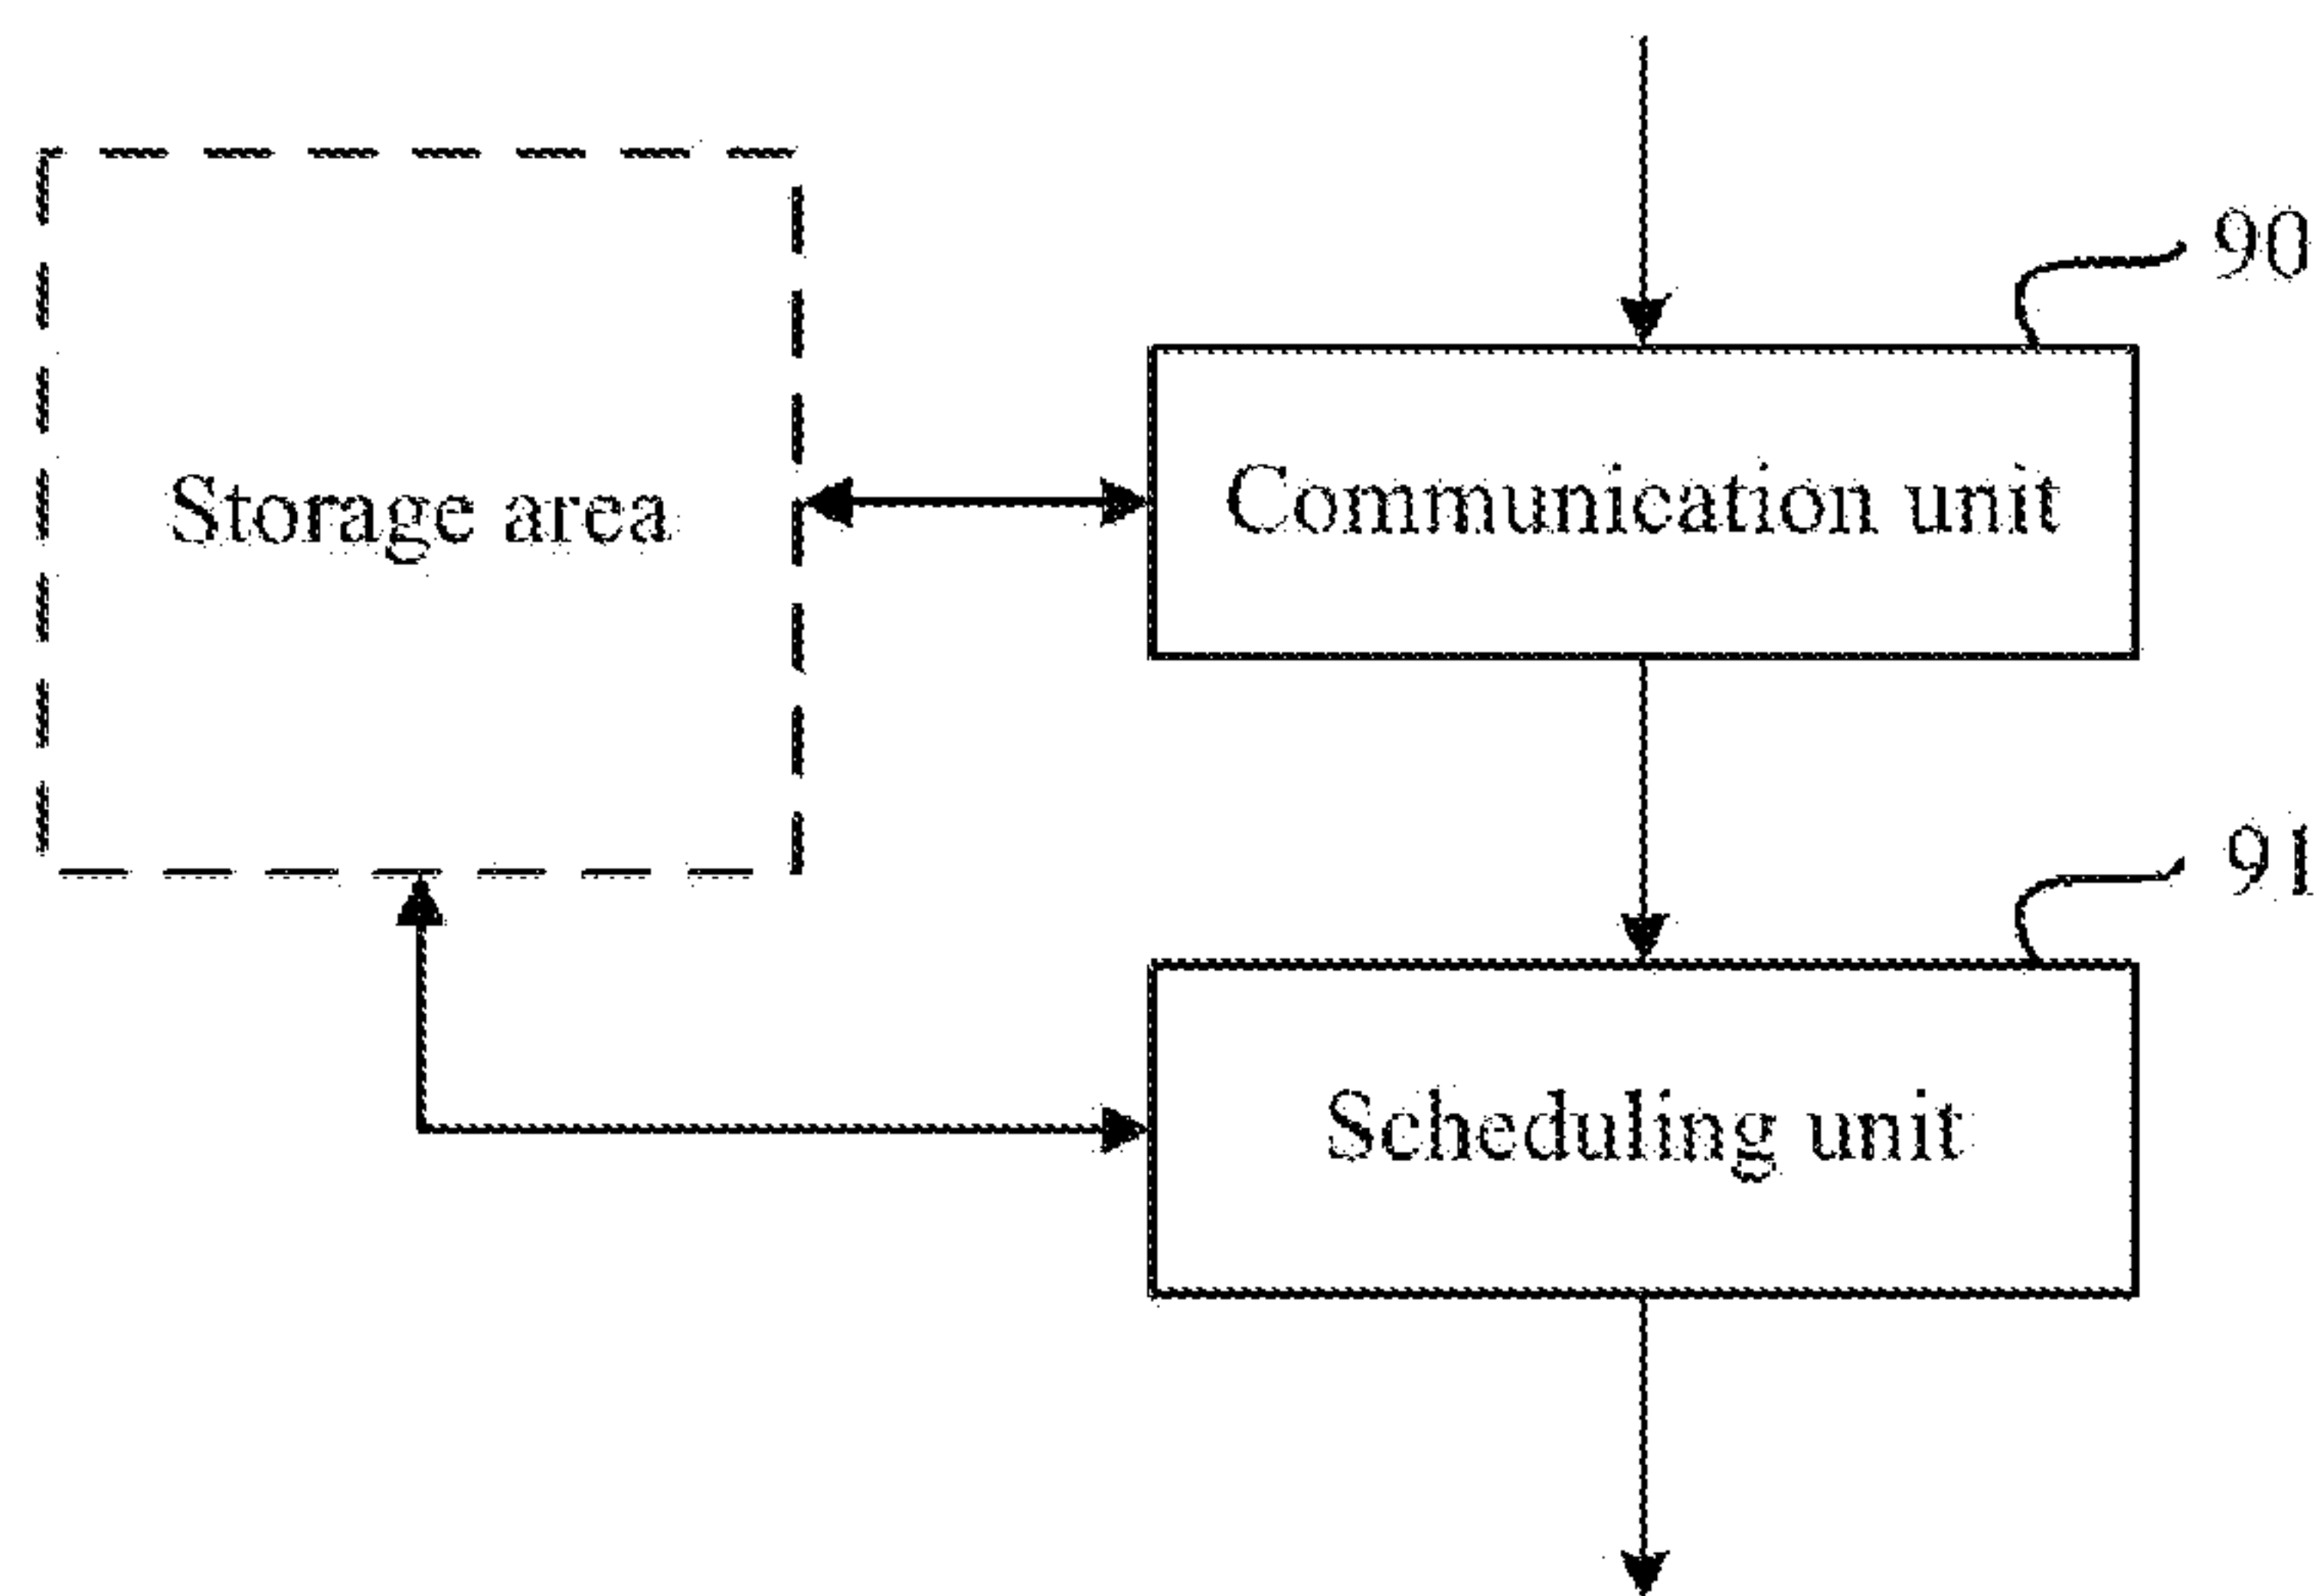 90
Storage area
Communication unit
91
Scheduling unit